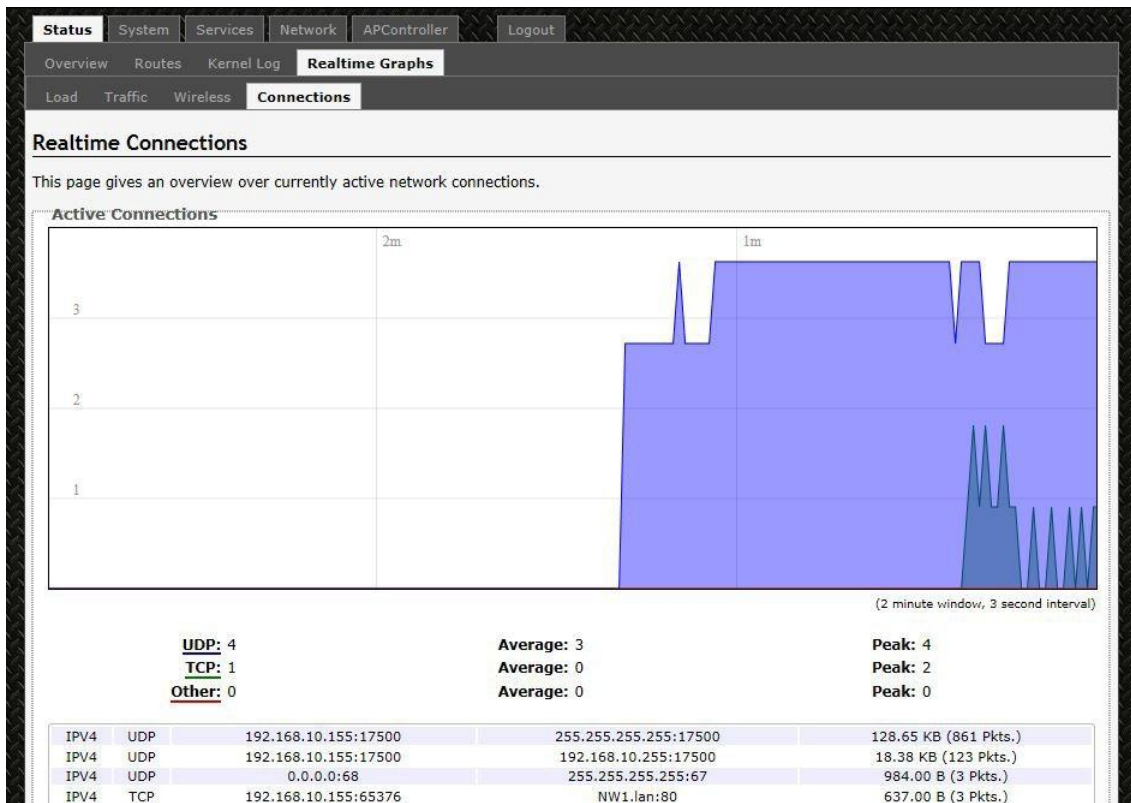 Status System Services Network APController Logout
Overview Routes Kernel Log Realtime Graphs
Load Traffic Wireless Connections
Realtime Connections
This page gives an overview over currently active network connections.
Active Connections
2m 1m
3
2
1
(2 minute window, 3 second interval)
UDP: 4 Average: 3 Peak: 4
TCP: 1 Average: 0 Peak: 2
Other: 0 Average: 0 Peak: 0
IPV4 UDP 192.168.10.155:17500 255.255.255.255:17500 128.65 KB (861 Pkts.)
IPV4 UDP 192.168.10.155:17500 192.168.10.255:17500 18.38 KB (123 Pkts.)
IPV4 UDP 0.0.0.0:68 255.255.255.255:67 984.00 B (3 Pkts.)
IPV4 TCP 192.168.10.155:65376 NW1.lan:80 637.00 B (3 Pkts.)